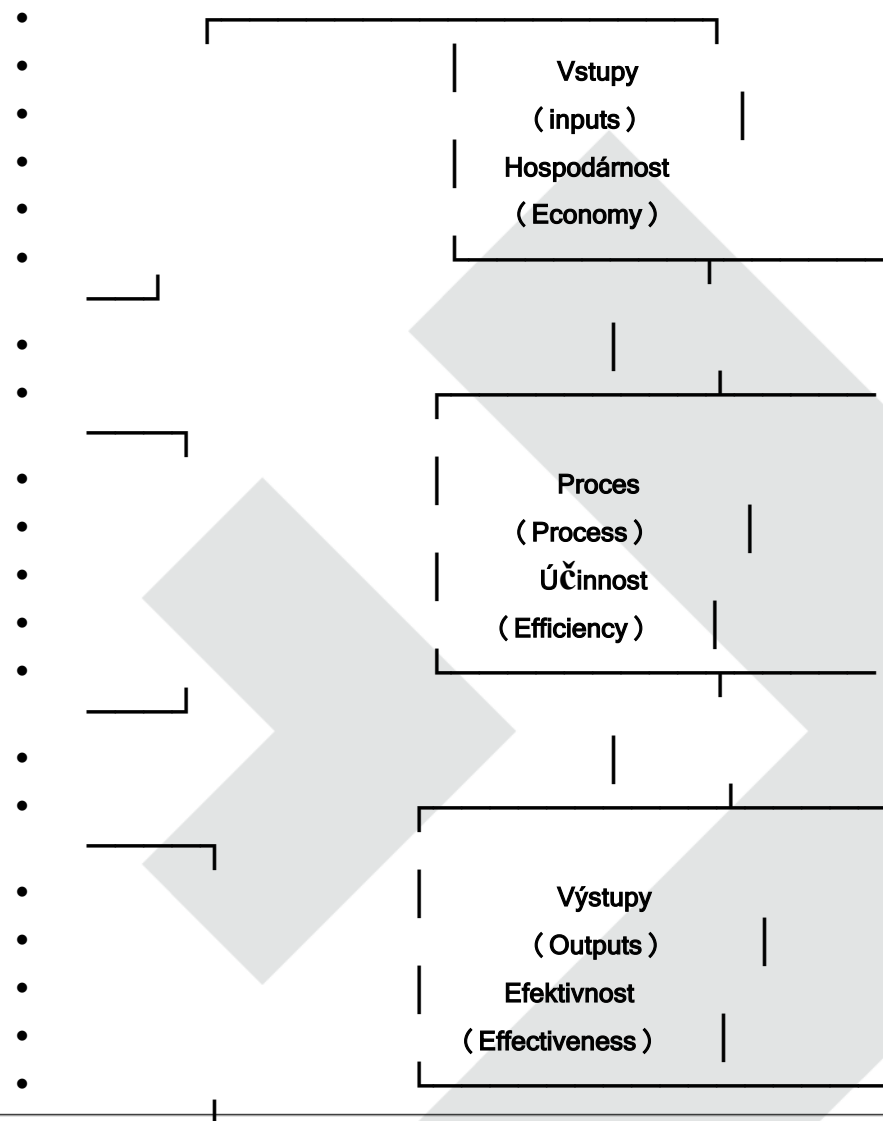 Vstupy
(inputs)
Hospodárnost
(Economy)
Proces
(Process)
ÚČinnost
(Efficiency)
Výstupy
(Outputs)
Efektivnost
(Effectiveness)